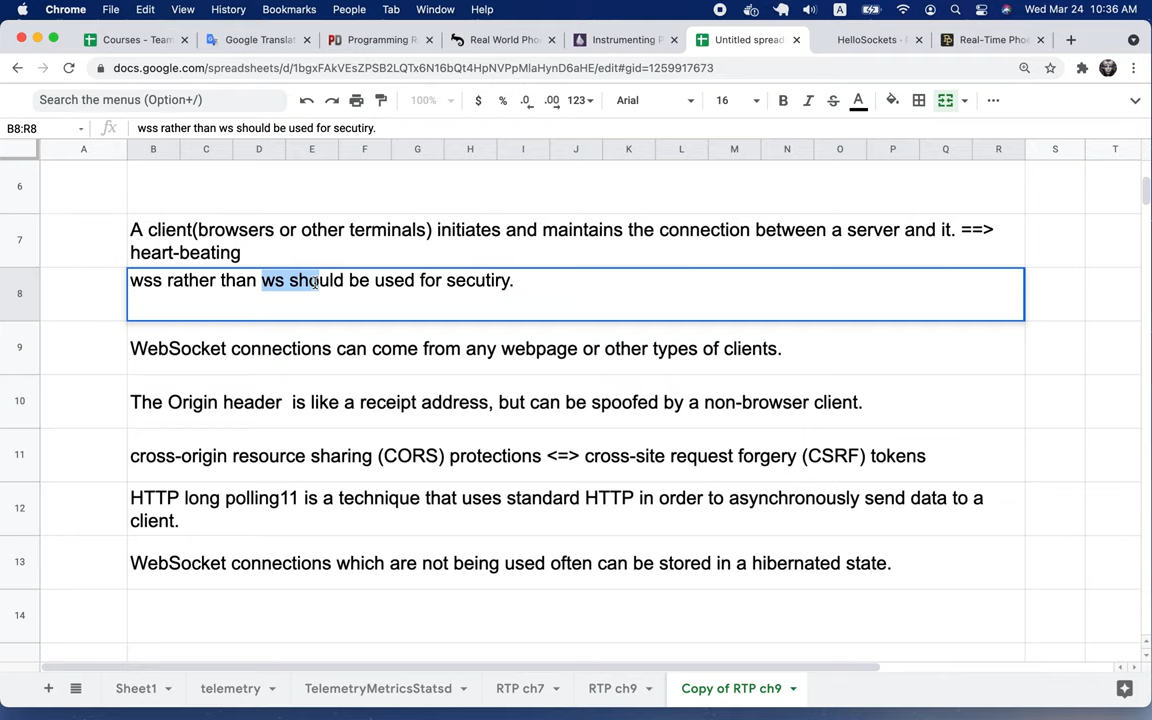 Chrome File Edit View History Bookmarks People Tab Window Help A Wed Mar 24 10:36 AM
Courses - Team Google Translat Programming R Real World Pho Instrumenting P Untitled spread HelloSockets - Real-Time Pho
docs.google.com/spreadsheets/d/1bgxFAkVEsZPSB2LQTx6N16bQt4HpNVPpMlaHynD6aHE/edit#gid=1259917673
Search the menus (Option+/) 100% $ % .0 .00 123 Arial 16 B I S A
B8:R8 fx wss rather than ws should be used for secutiry.
A B C D E F G H I J K L M N O P Q R S T
6
7 A client(browsers or other terminals) initiates and maintains the connection between a server and it. ==>
heart-beating
8 wss rather than ws should be used for secutiry.
9 WebSocket connections can come from any webpage or other types of clients.
10 The Origin header  is like a receipt address, but can be spoofed by a non-browser client.
11 cross-origin resource sharing (CORS) protections <=> cross-site request forgery (CSRF) tokens
12 HTTP long polling11 is a technique that uses standard HTTP in order to asynchronously send data to a
client.
13 WebSocket connections which are not being used often can be stored in a hibernated state.
14
Sheet1 telemetry TelemetryMetricsStatsd RTP ch7 RTP ch9 Copy of RTP ch9